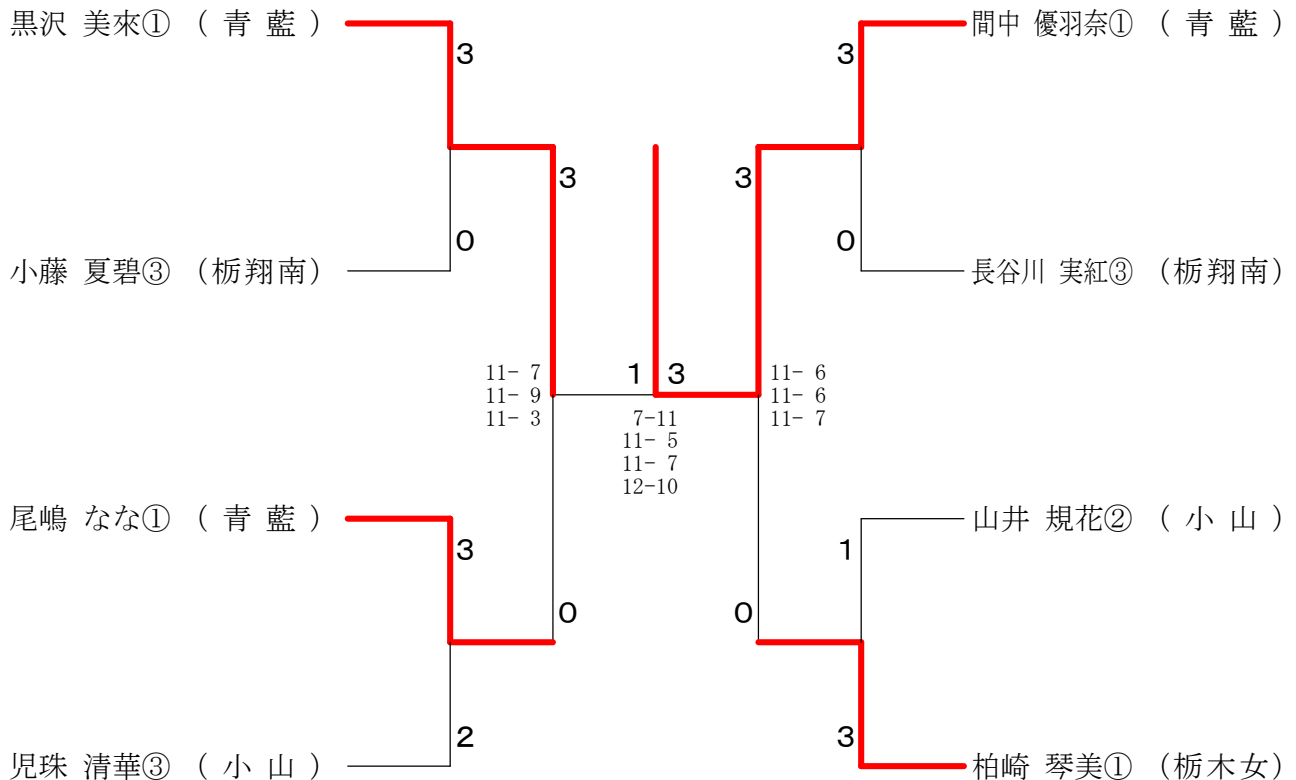 黒沢 美來① ( 青 藍 )
3
3
0
小藤 夏碧③ (栃翔南)
11- 7
11- 9
11- 3
尾嶋 なな① ( 青 藍 )
3
0
2
児珠 清華③ ( 小 山 )
1 3
7-11
11- 5
11- 7
12-10
間中 優羽奈① ( 青 藍 )
3
3
0
長谷川 実紅③ (栃翔南)
11- 6
11- 6
11- 7
山井 規花② ( 小 山 )
1
0
3
柏崎 琴美① (栃木女)